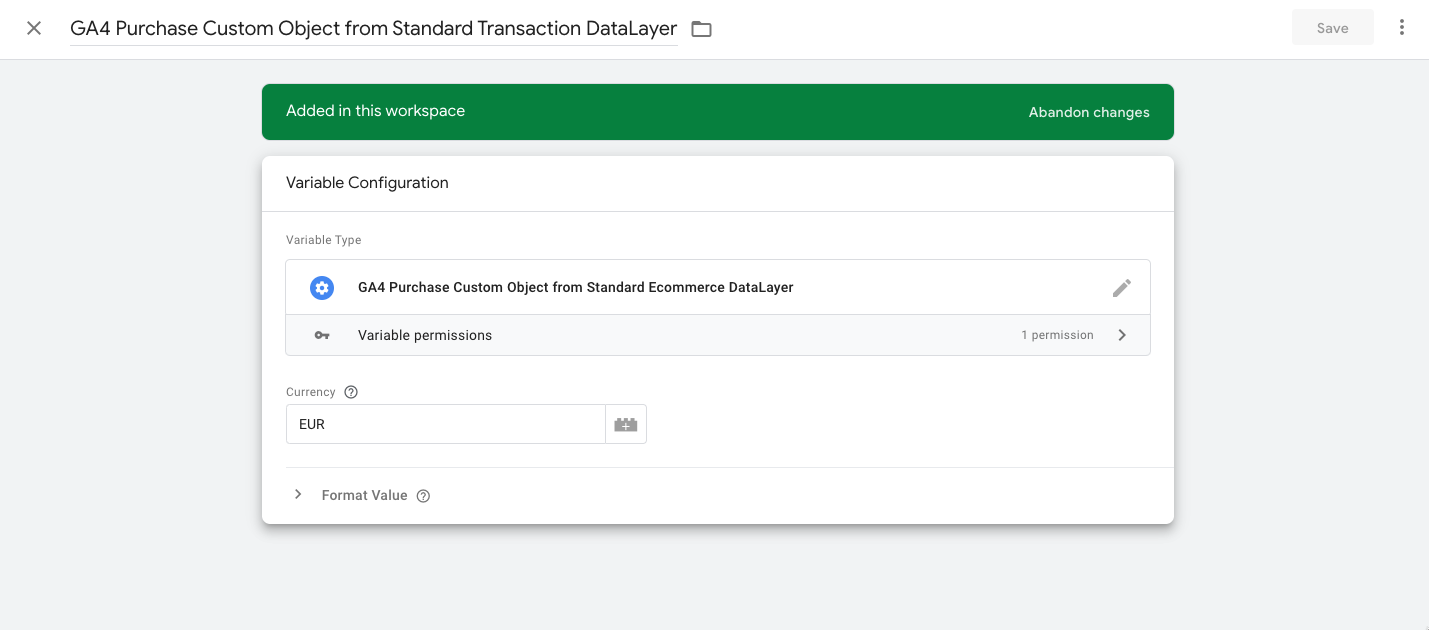 GA4 Purchase Custom Object from Standard Transaction DataLayer
Save
Added in this workspace
Abandon changes
Variable Configuration
Variable Type
GA4 Purchase Custom Object from Standard Ecommerce DataLayer
Variable permissions
1 permission
Currency
EUR
Format Value